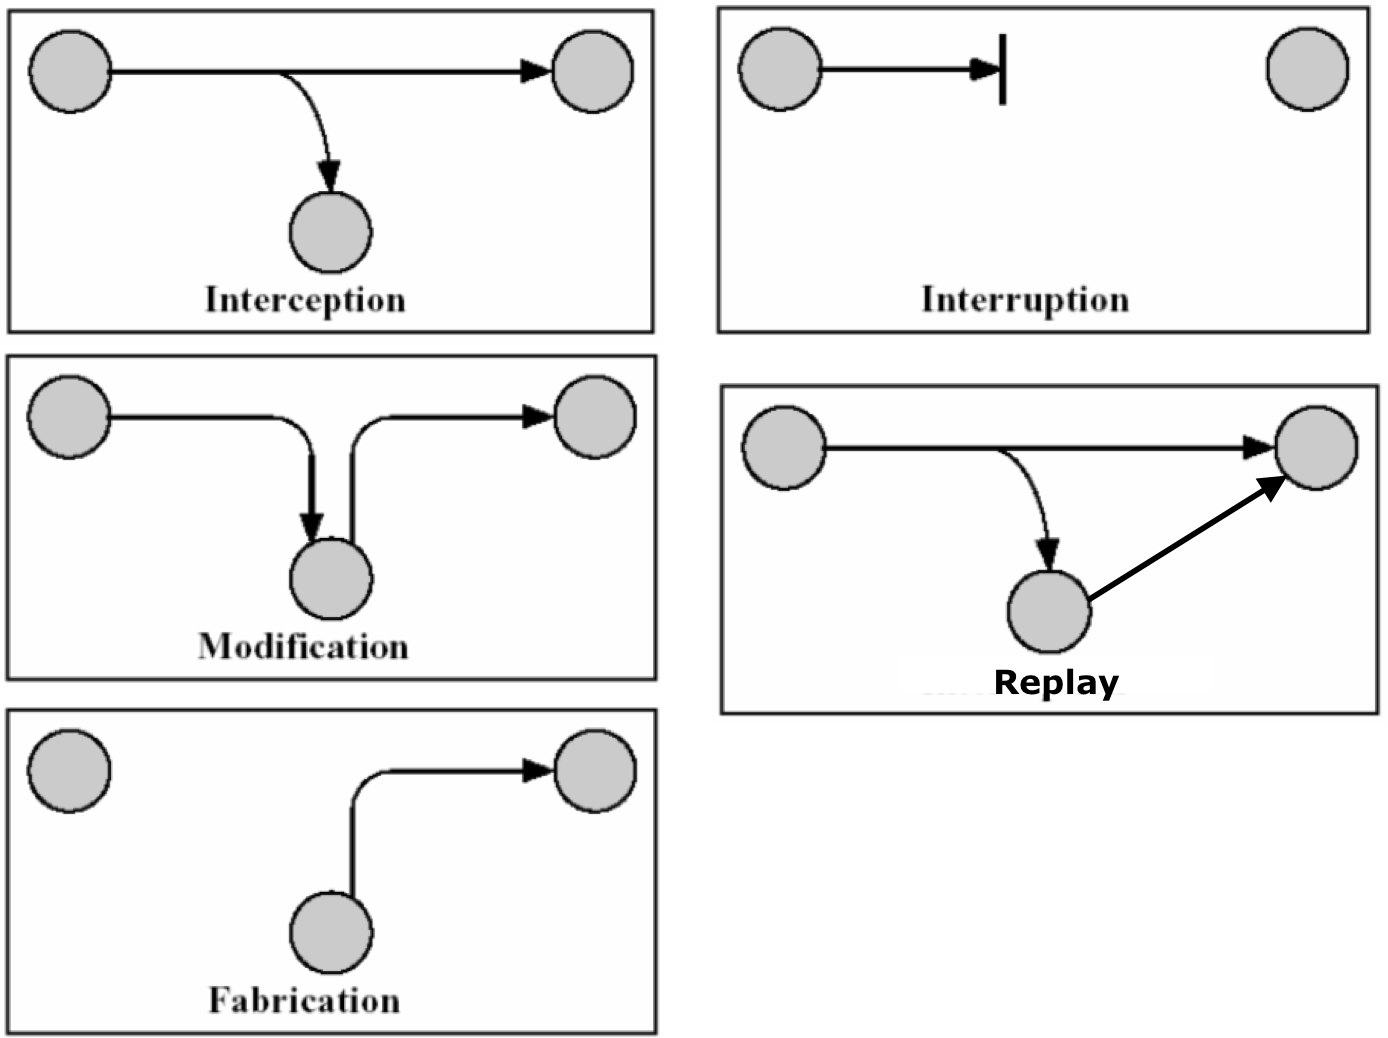 Interception
Interruption
Modification
Replay
Fabrication